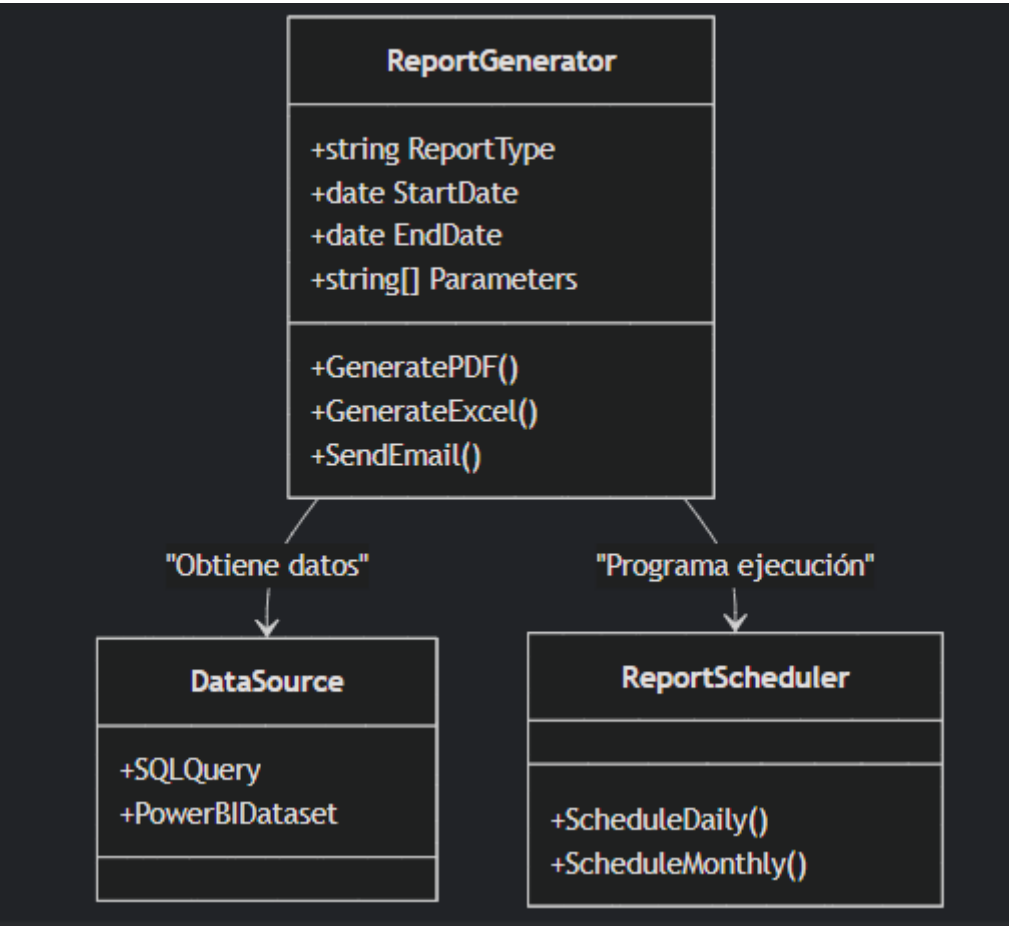 ReportGenerator
+string ReportType
+date StartDate
+date EndDate
+string[] Parameters
+GeneratePDF()
+GenerateExcel()
+SendEmail()
"Obtiene datos"
"Programa ejecución"
DataSource
+SQLQuery
+PowerBIDataset
ReportScheduler
+ScheduleDaily()
+ScheduleMonthly()